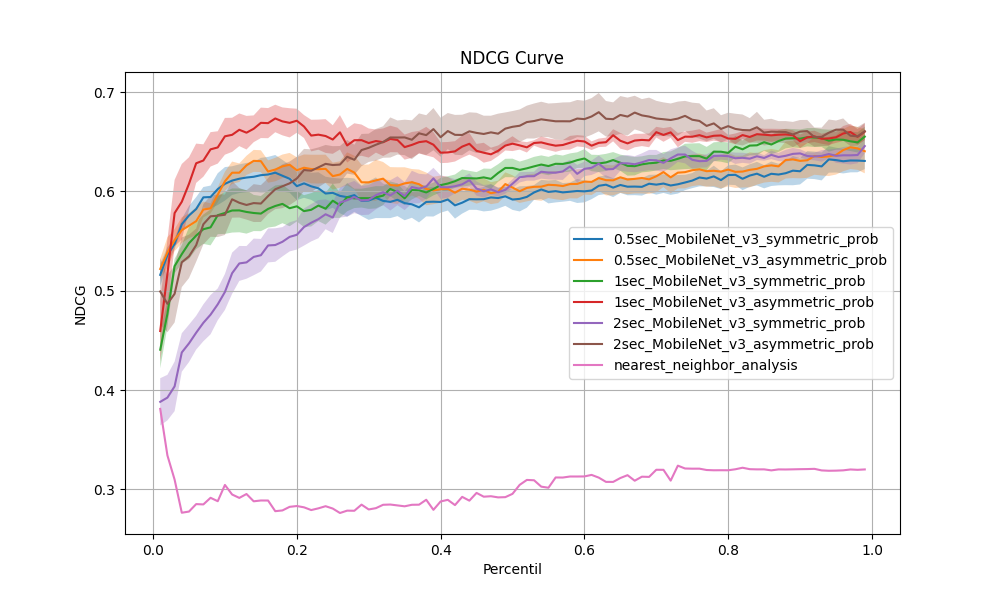 NDCG Curve
0.7
0.6
0.5
0.4
0.3
NDCG
0.5sec_MobileNet_v3_symmetric_prob
0.5sec_MobileNet_v3_asymmetric_prob
1sec_MobileNet_v3_symmetric_prob
1sec_MobileNet_v3_asymmetric_prob
2sec_MobileNet_v3_symmetric_prob
2sec_MobileNet_v3_asymmetric_prob
nearest_neighbor_analysis
0.0 0.2 0.4 0.6 0.8 1.0
Percentil